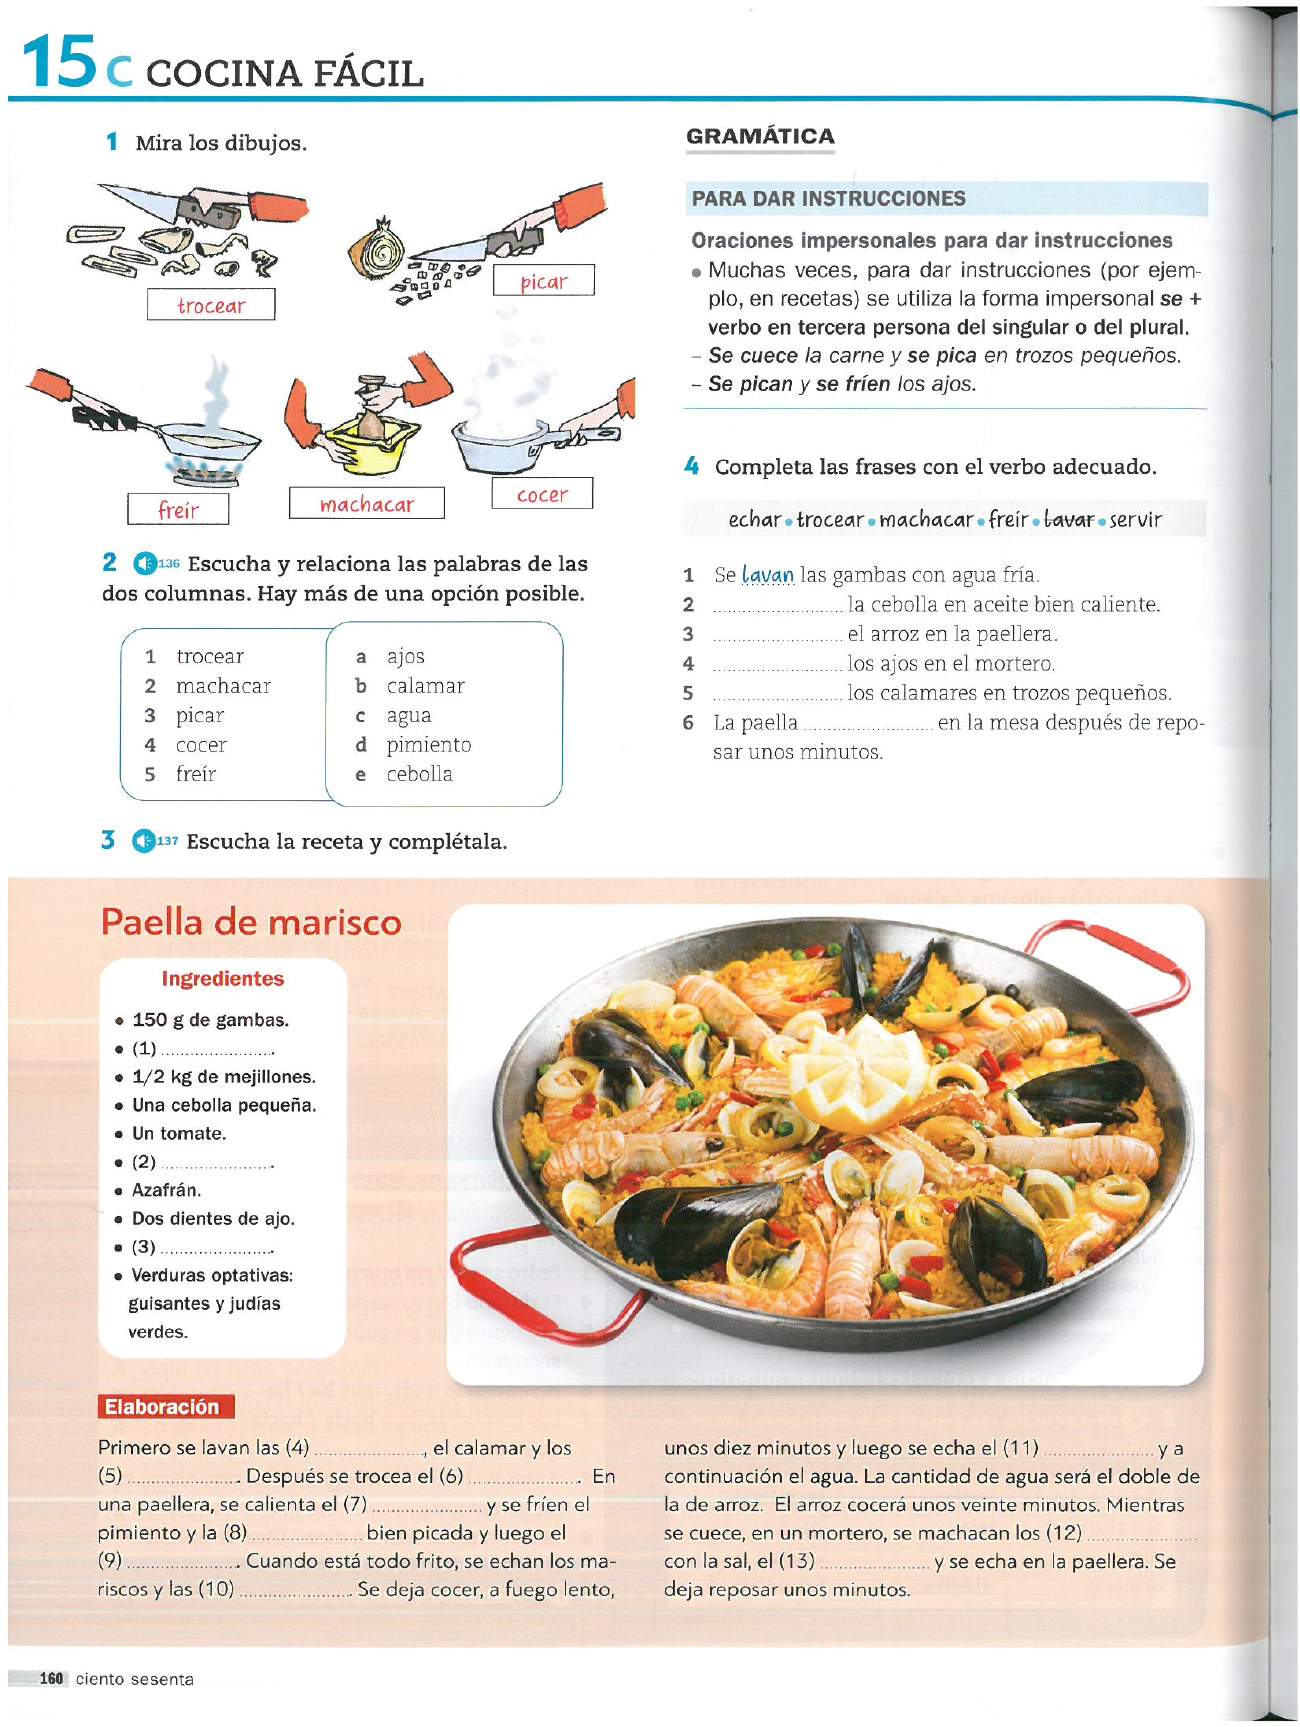 15C COCINA FÁCIL
1 Mira los dibujos.
trocear
picar
freír
machacar
cocer
2 136 Escucha y relaciona las palabras de las
dos columnas. Hay más de una opción posible.
1 trocear
2 machacar
3 picar
4 cocer
5 freír
a ajos
b calamar
c agua
d pimiento
e cebolla
3 137 Escucha la receta y complétala.
GRAMÁTICA
PARA DAR INSTRUCCIONES
Oraciones impersonales para dar instrucciones
• Muchas veces, para dar instrucciones (por ejem-
plo, en recetas) se utiliza la forma impersonal se +
verbo en tercera persona del singular o del plural.
– Se cuece la carne y se pica en trozos pequeños.
– Se pican y se fríen los ajos.
4 Completa las frases con el verbo adecuado.
echar • trocear • machacar • freír • lavar • servir
1 Se lavan las gambas con agua fría.
2 ........................ la cebolla en aceite bien caliente.
3 ........................ el arroz en la paellera.
4 ........................ los ajos en el mortero.
5 ........................ los calamares en trozos pequeños.
6 La paella ........................ en la mesa después de repo-
sar unos minutos.
Paella de marisco
Ingredientes
• 150 g de gambas.
• (1) ........................
• 1/2 kg de mejillones.
• Una cebolla pequeña.
• Un tomate.
• (2) ........................
• Azafrán.
• Dos dientes de ajo.
• (3) ........................
• Verduras optativas:
guisantes y judías
verdes.
Elaboración
Primero se lavan las (4) ........................, el calamar y los
(5) ........................ Después se trocea el (6) ........................ En
una paellera, se calienta el (7) ........................ y se fríen el
pimiento y la (8) ........................ bien picada y luego el
(9) ........................ Cuando está todo frito, se echan los ma-
riscos y las (10) ........................ Se deja cocer, a fuego lento,
unos diez minutos y luego se echa el (11) ........................ y a
continuación el agua. La cantidad de agua será el doble de
la de arroz. El arroz cocerá unos veinte minutos. Mientras
se cuece, en un mortero, se machacan los (12) ........................
con la sal, el (13) ........................ y se echa en la paellera. Se
deja reposar unos minutos.
160 ciento sesenta